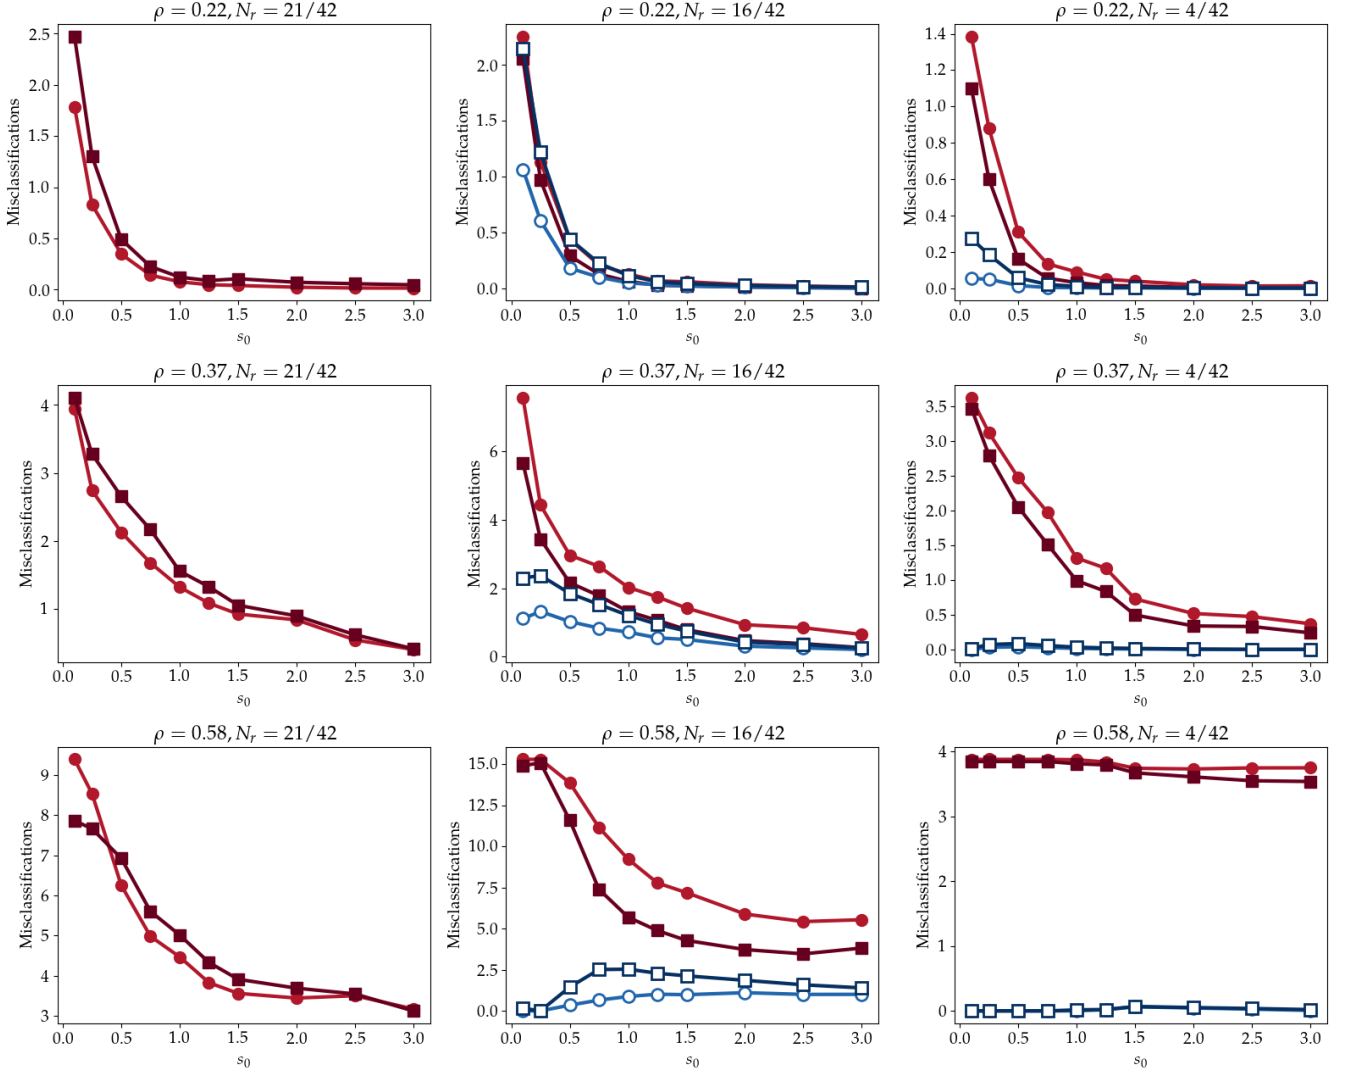 ρ = 0.22, N_r = 21/42
2.5
2.0
1.5
1.0
0.5
0.0
Misclassifications
0.0 0.5 1.0 1.5 2.0 2.5 3.0
s_0
ρ = 0.22, N_r = 16/42
2.0
1.5
1.0
0.5
0.0
Misclassifications
0.0 0.5 1.0 1.5 2.0 2.5 3.0
s_0
ρ = 0.22, N_r = 4/42
1.4
1.2
1.0
0.8
0.6
0.4
0.2
0.0
Misclassifications
0.0 0.5 1.0 1.5 2.0 2.5 3.0
s_0
ρ = 0.37, N_r = 21/42
4
3
2
1
Misclassifications
0.0 0.5 1.0 1.5 2.0 2.5 3.0
s_0
ρ = 0.37, N_r = 16/42
6
4
2
0
Misclassifications
0.0 0.5 1.0 1.5 2.0 2.5 3.0
s_0
ρ = 0.37, N_r = 4/42
3.5
3.0
2.5
2.0
1.5
1.0
0.5
0.0
Misclassifications
0.0 0.5 1.0 1.5 2.0 2.5 3.0
s_0
ρ = 0.58, N_r = 21/42
9
8
7
6
5
4
3
Misclassifications
0.0 0.5 1.0 1.5 2.0 2.5 3.0
s_0
ρ = 0.58, N_r = 16/42
15.0
12.5
10.0
7.5
5.0
2.5
0.0
Misclassifications
0.0 0.5 1.0 1.5 2.0 2.5 3.0
s_0
ρ = 0.58, N_r = 4/42
4
3
2
1
0
Misclassifications
0.0 0.5 1.0 1.5 2.0 2.5 3.0
s_0